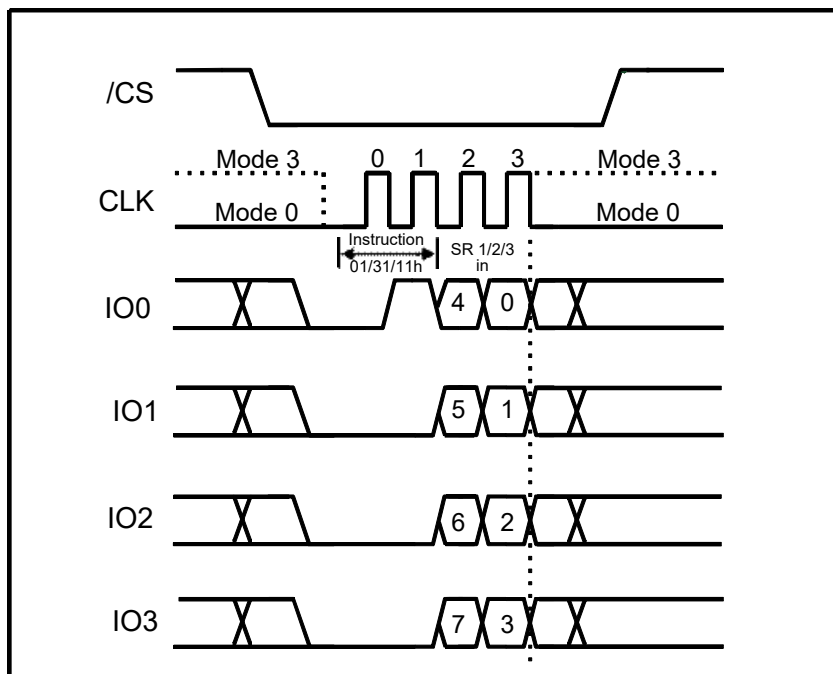 /CS
Mode 3 0 1 2 3 Mode 3
CLK
Mode 0 Mode 0
Instruction SR 1/2/3
01/31/11h in
IO0 4 0
IO1 5 1
IO2 6 2
IO3 7 3